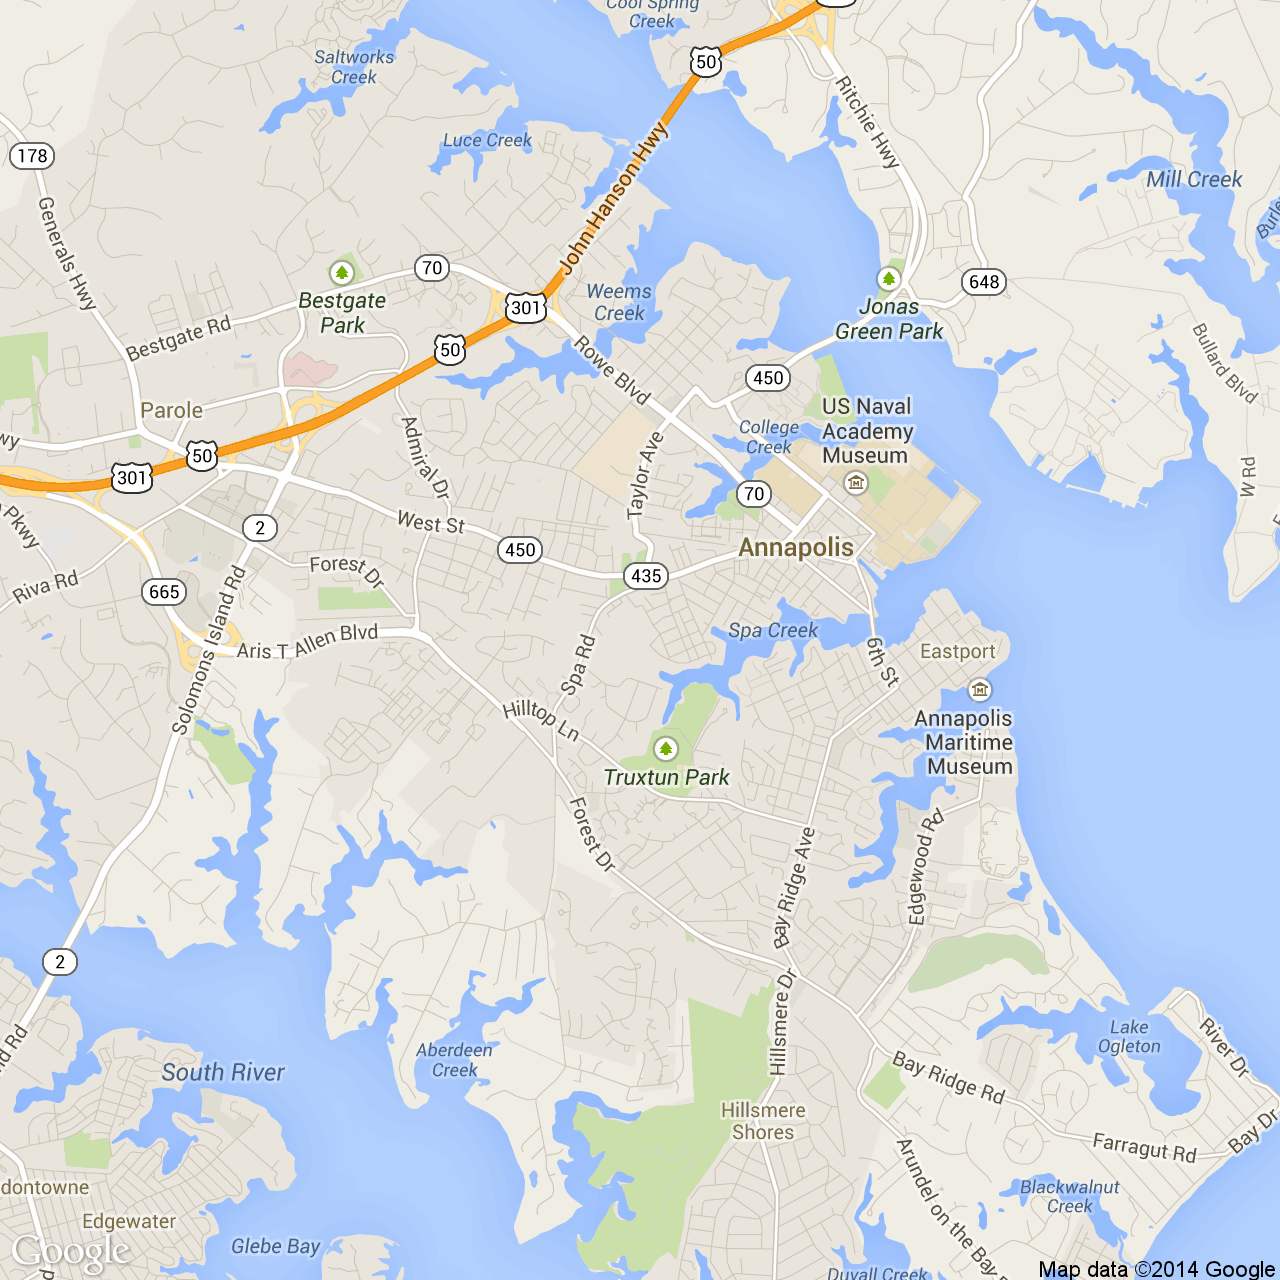 Cool Spring
Creek
50
Saltworks
Creek
Ritchie Hwy
Luce Creek
John Hanson Hwy
178
Mill Creek
Generals Hwy
70
Bestgate
Park
Weems
Creek
648
301
Jonas
Green Park
Bestgate Rd
50
Rowe Blvd
Bullard Blvd
450
Parole
US Naval
Academy
Museum
College
Creek
Admiral Dr
Taylor Ave
50
301
W Rd
70
2
West St
450
Annapolis
Riva Rd
Forest Dr
435
665
Solomons Island Rd
Aris T Allen Blvd
Spa Creek
6th St
Eastport
Spa Rd
Hilltop Ln
Annapolis
Maritime
Museum
Truxtun Park
Forest Dr
Edgewood Rd
Bay Ridge Ave
2
Hillsmere Dr
Lake
Ogleton
River Dr
Aberdeen
Creek
South River
Bay Ridge Rd
Hillsmere
Shores
Farragut Rd
Bay Dr
Arundel on the Bay
Blackwalnut
Creek
dontowne
Edgewater
Glebe Bay
Google
Duvall Creek
Map data ©2014 Google